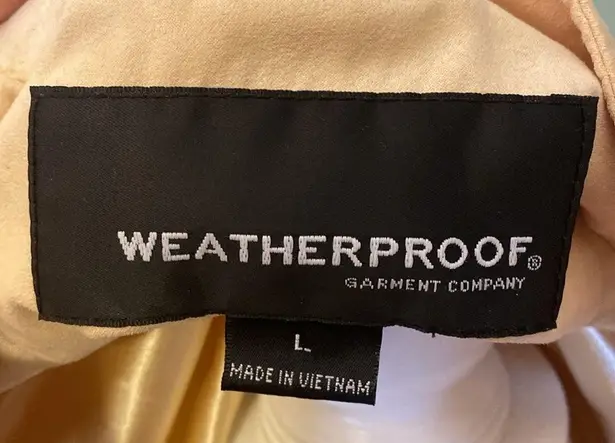 WEATHERPROOF®
GARMENT COMPANY
L
MADE IN VIETNAM